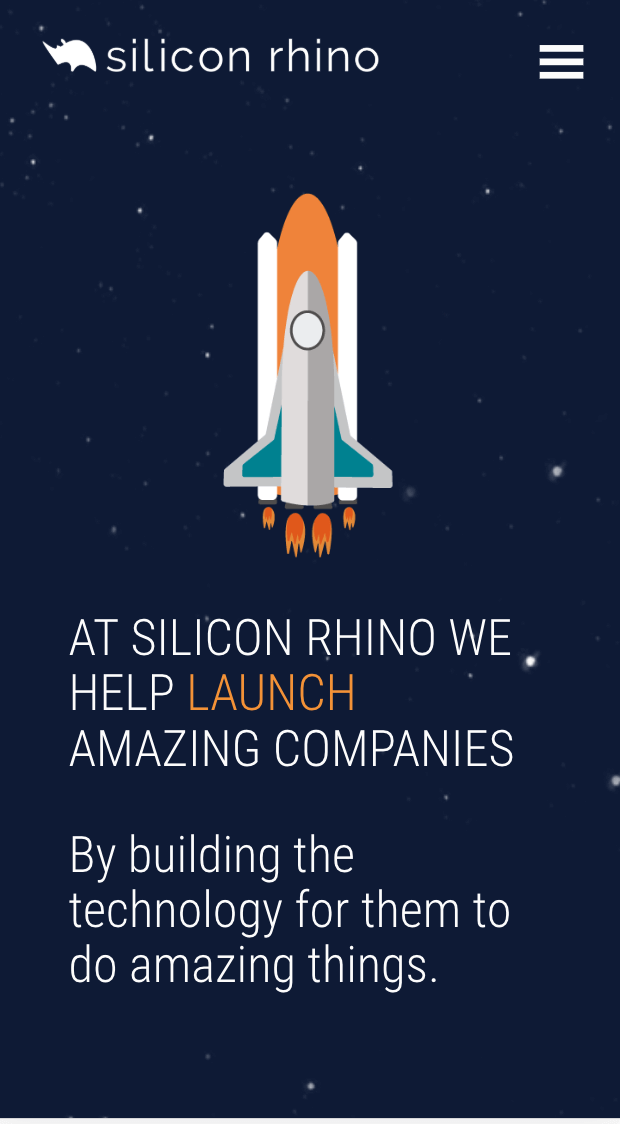 silicon rhino
AT SILICON RHINO WE
HELP LAUNCH
AMAZING COMPANIES
By building the
technology for them to
do amazing things.